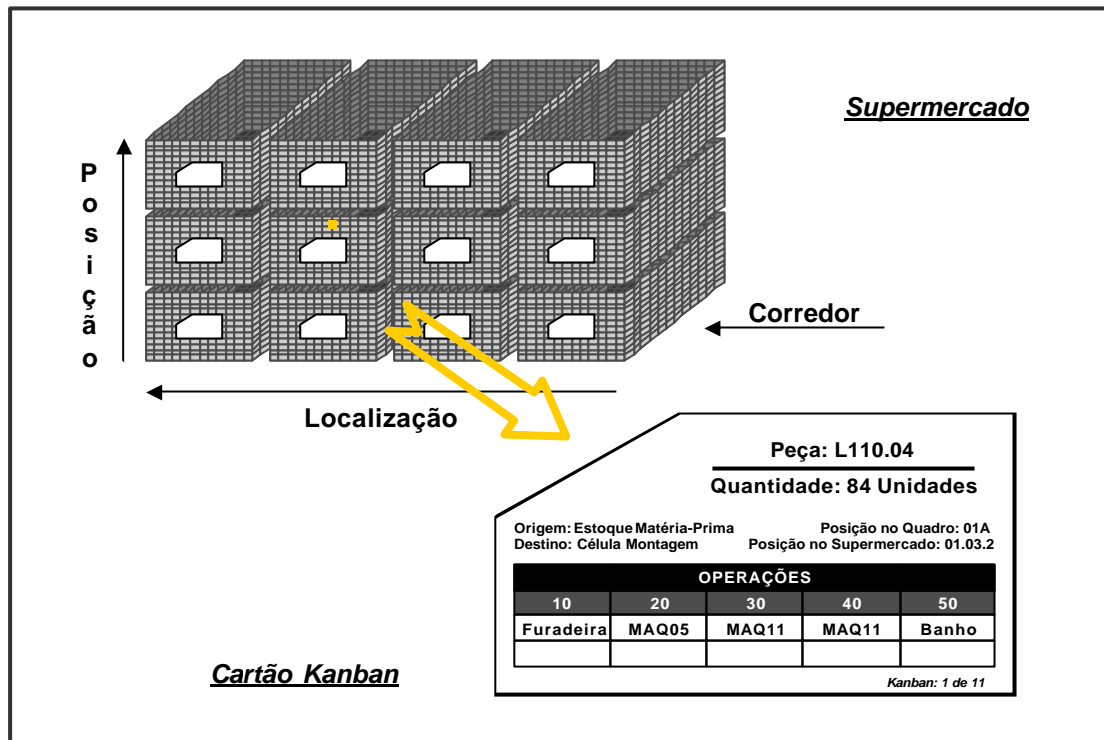 Supermercado
Posição
Corredor
Localização
Peça: L110.04
Quantidade: 84 Unidades
Origem: Estoque Matéria-Prima Posição no Quadro: 01A
Destino: Célula Montagem Posição no Supermercado: 01.03.2
OPERAÇÕES
10 20 30 40 50
Furadeira MAQ05 MAQ11 MAQ11 Banho
Cartão Kanban
Kanban: 1 de 11